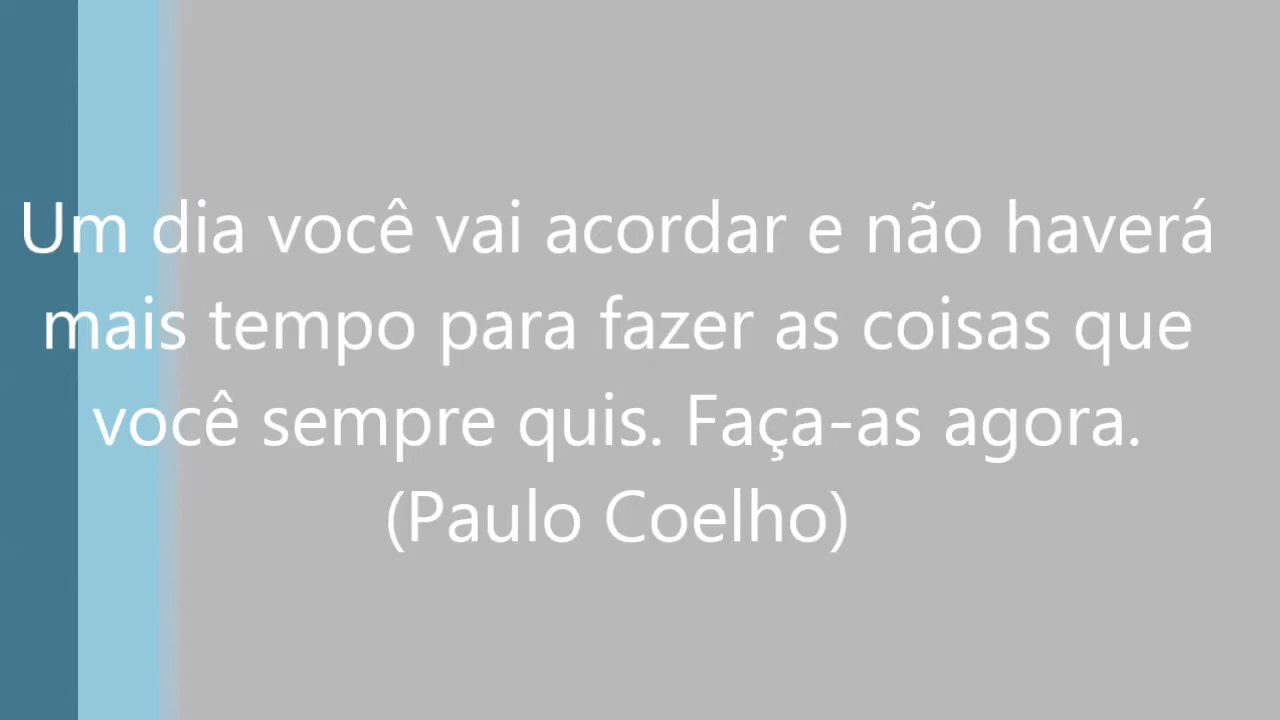 Um dia você vai acordar e não haverá
mais tempo para fazer as coisas que
você sempre quis. Faça-as agora.
(Paulo Coelho)